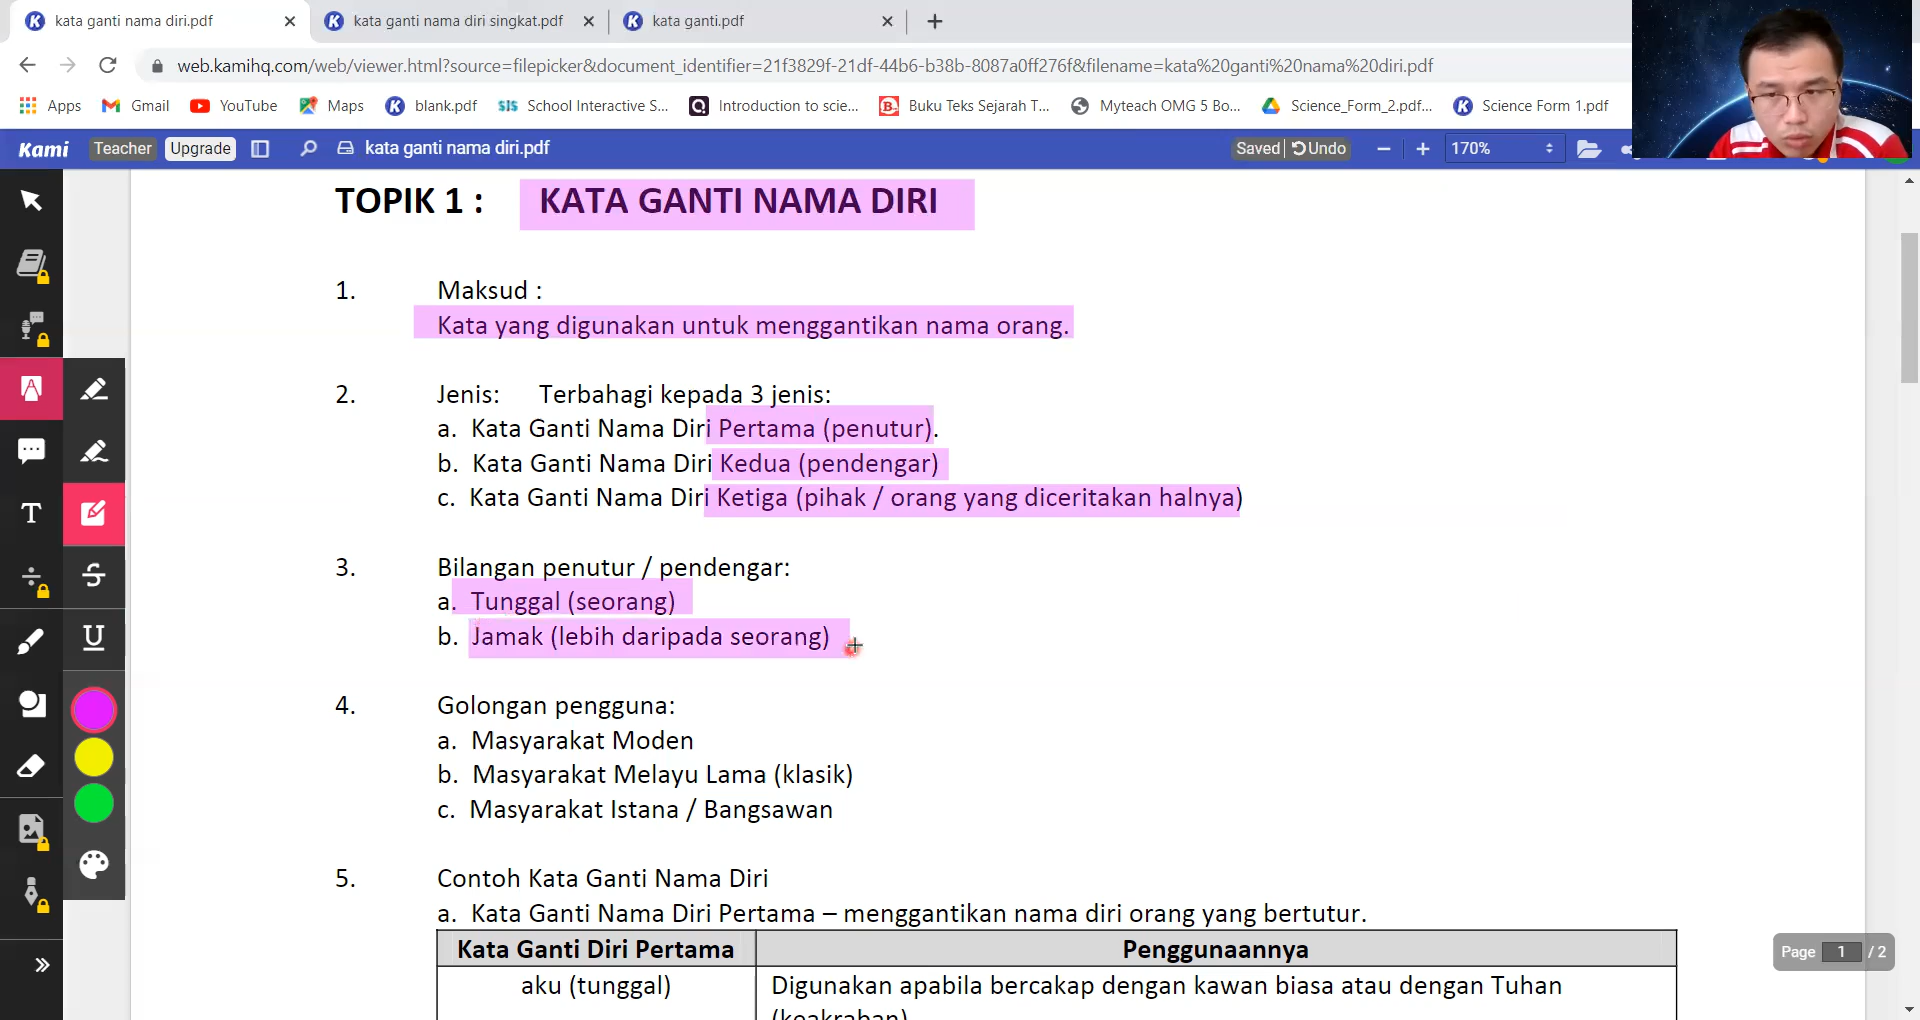 kata ganti nama diri.pdf
kata ganti nama diri singkat.pdf
kata ganti.pdf
web.kamihq.com/web/viewer.html?source=filepicker&document_identifier=21f3829f-21df-44b6-b38b-8087a0ff276f&filename=kata%20ganti%20nama%20diri.pdf
Apps Gmail YouTube Maps blank.pdf School Interactive S... Introduction to scie... Buku Teks Sejarah T... Myteach OMG 5 Bo... Science_Form_2.pdf... Science Form 1.pdf
Kami Teacher Upgrade kata ganti nama diri.pdf Saved Undo 170%
TOPIK 1 : KATA GANTI NAMA DIRI
1. Maksud :
Kata yang digunakan untuk menggantikan nama orang.
2. Jenis: Terbahagi kepada 3 jenis:
a. Kata Ganti Nama Diri Pertama (penutur).
b. Kata Ganti Nama Diri Kedua (pendengar)
c. Kata Ganti Nama Diri Ketiga (pihak / orang yang diceritakan halnya)
3. Bilangan penutur / pendengar:
a. Tunggal (seorang)
b. Jamak (lebih daripada seorang)
4. Golongan pengguna:
a. Masyarakat Moden
b. Masyarakat Melayu Lama (klasik)
c. Masyarakat Istana / Bangsawan
5. Contoh Kata Ganti Nama Diri
a. Kata Ganti Nama Diri Pertama – menggantikan nama diri orang yang bertutur.
Kata Ganti Diri Pertama Penggunaannya
aku (tunggal) Digunakan apabila bercakap dengan kawan biasa atau dengan Tuhan
(keakraban)
Page 1 / 2